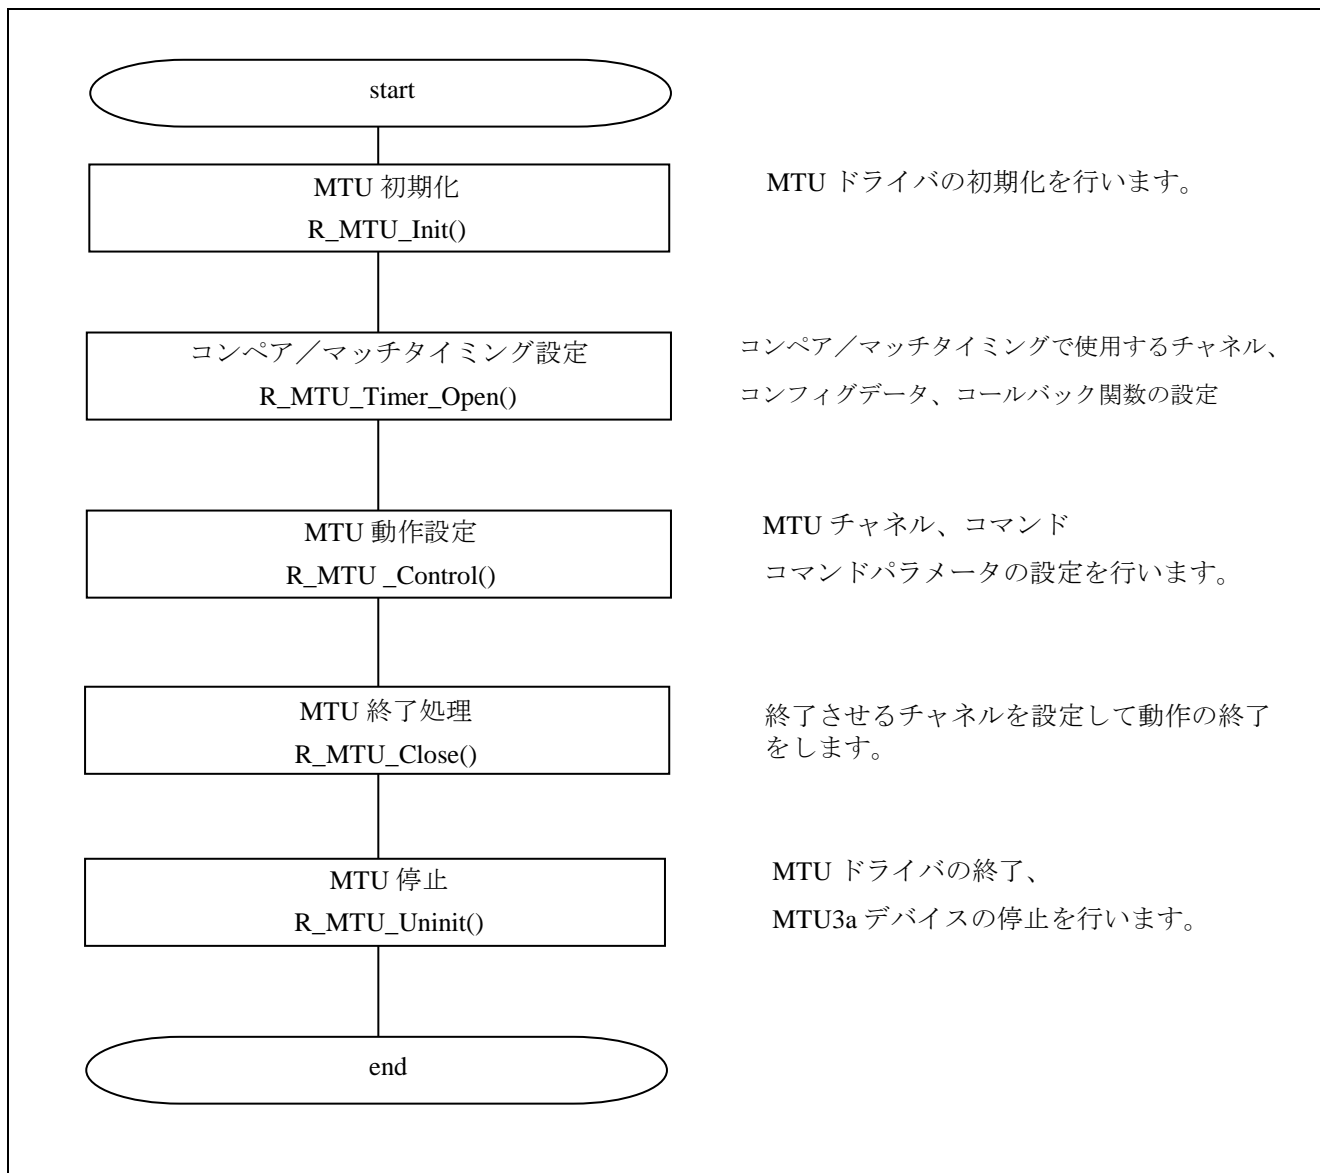 start
MTU 初期化
R_MTU_Init()
MTU ドライバの初期化を行います。
コンペア／マッチタイミング設定
R_MTU_Timer_Open()
コンペア／マッチタイミングで使用するチャネル、
コンフィグデータ、コールバック関数の設定
MTU 動作設定
R_MTU _Control()
MTU チャネル、コマンド
コマンドパラメータの設定を行います。
MTU 終了処理
R_MTU_Close()
終了させるチャネルを設定して動作の終了
をします。
MTU 停止
R_MTU_Uninit()
MTU ドライバの終了、
MTU3a デバイスの停止を行います。
end